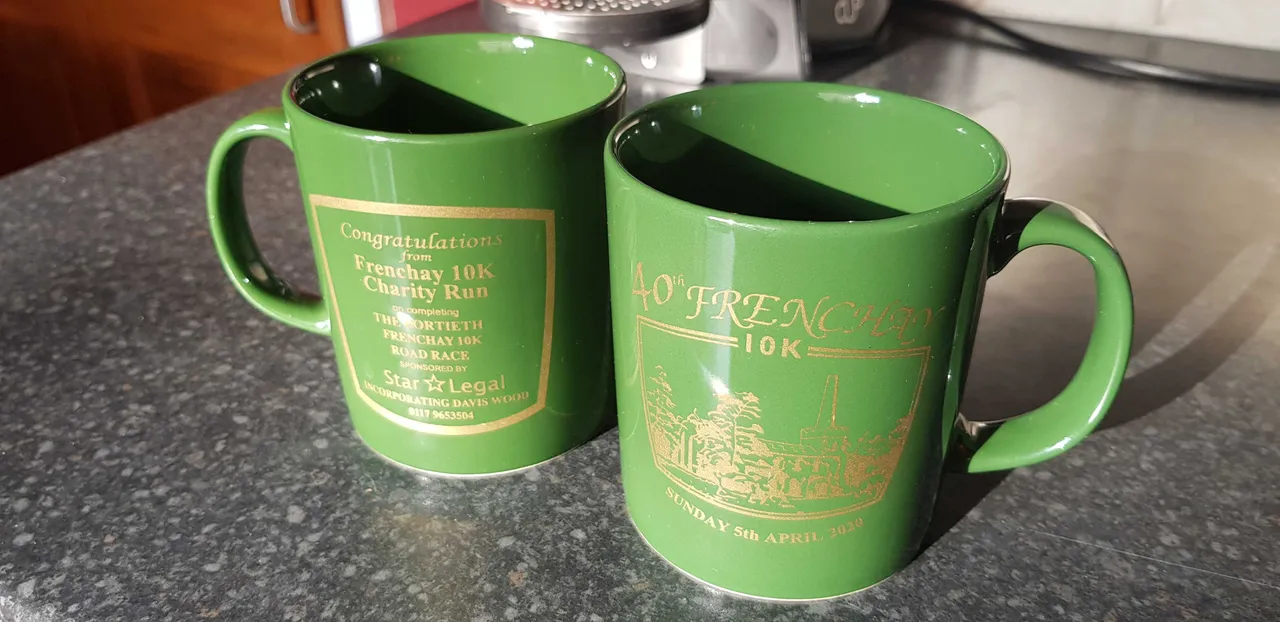 Congratulations
from
Frenchay 10K
Charity Run
on completing
THE FORTIETH
FRENCHAY 10K
ROAD RACE
SPONSORED BY
Star ☆ Legal
INCORPORATING DAVIS WOOD
0117 9653504
40th FRENCHAY
10K
SUNDAY 5th APRIL 2020